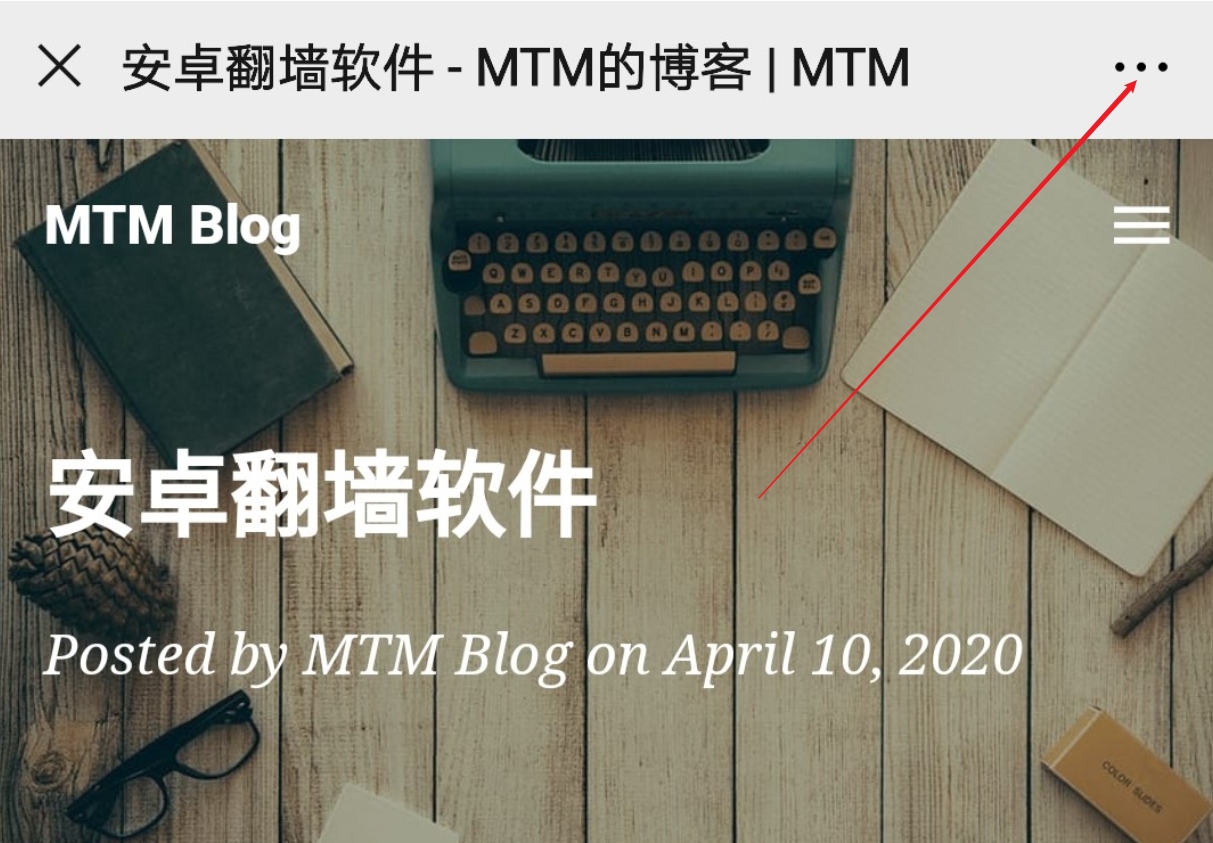 安卓翻墙软件 - MTM的博客 | MTM
MTM Blog
Q W E R T Y U I O P
A S D F G H J K L
Z X C V B N M
安卓翻墙软件
Posted by MTM Blog on April 10, 2020
COLOR SLIDES